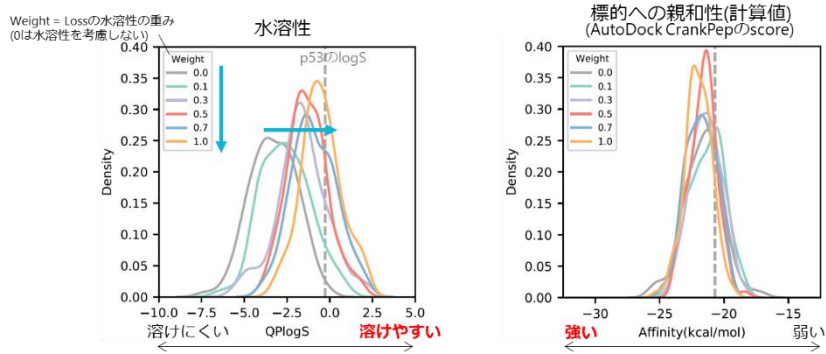 Weight = Lossの水溶性の重み
(0は水溶性を考慮しない)
水溶性
p53のlogS
Weight
0.0
0.1
0.3
0.5
0.7
1.0
Density
0.40
0.35
0.30
0.25
0.20
0.15
0.10
0.05
0.00
−10.0 −7.5 −5.0 −2.5 0.0 2.5 5.0
溶けにくい QPlogS 溶けやすい
標的への親和性(計算値)
(AutoDock CrankPepのscore)
Weight
0.0
0.1
0.3
0.5
0.7
1.0
Density
0.40
0.35
0.30
0.25
0.20
0.15
0.10
0.05
0.00
−30 −25 −20 −15
強い Affinity(kcal/mol) 弱い